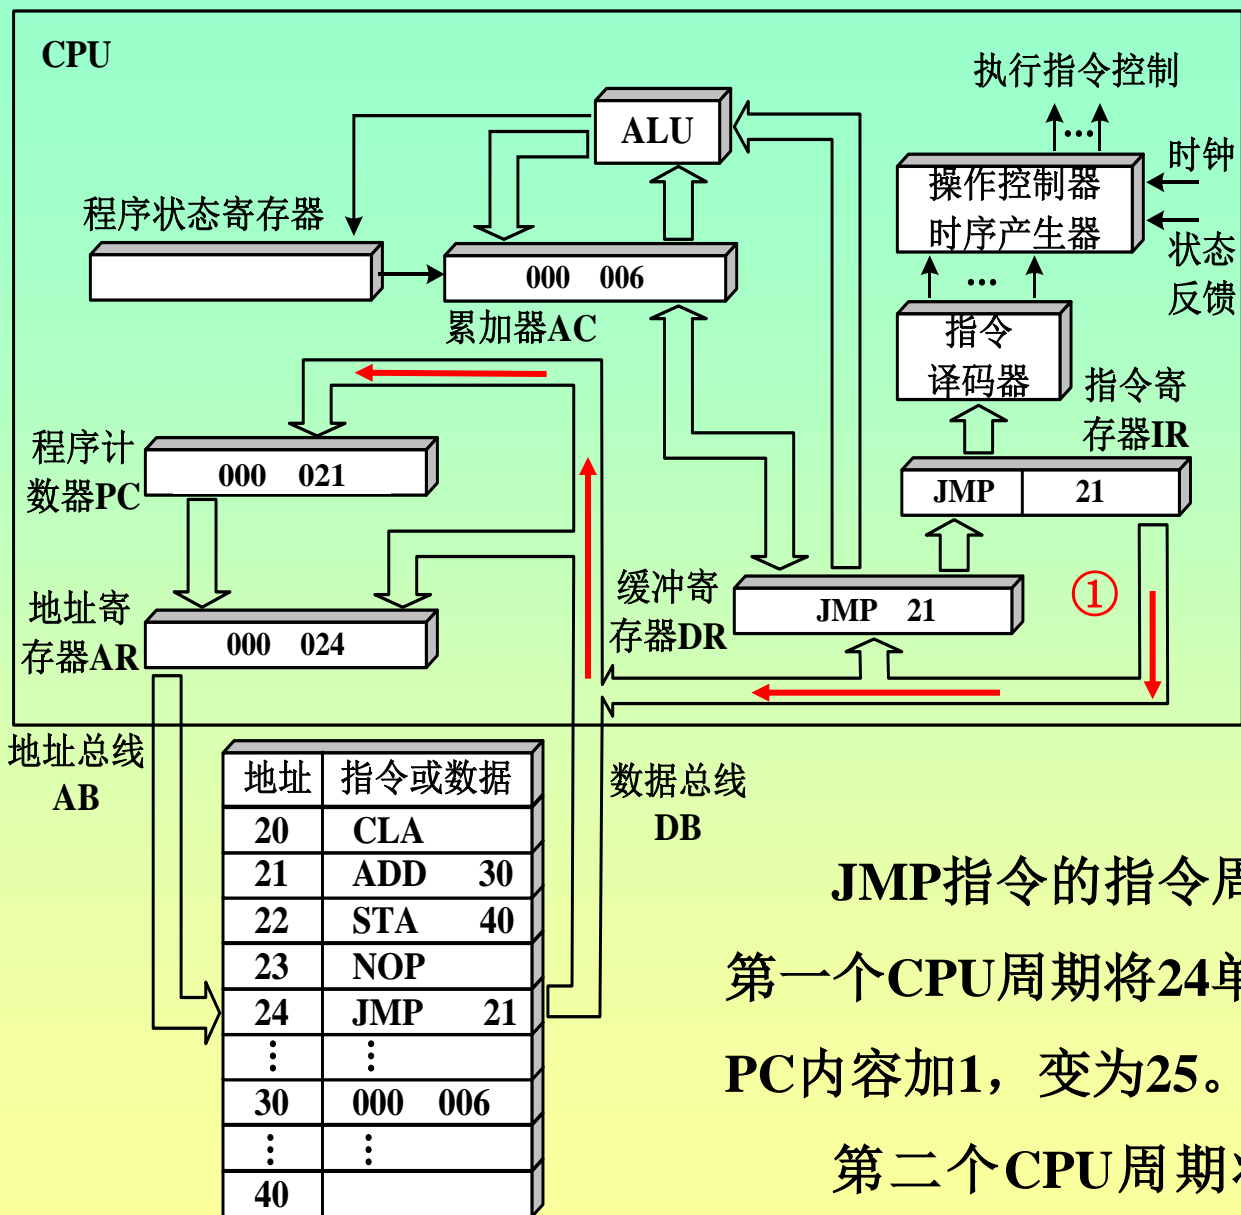 CPU
执行指令控制
...
ALU
时钟
操作控制器
时序产生器
状态
反馈
程序状态寄存器
000 006
累加器AC
...
指令
译码器
指令寄
存器IR
程序计
数器PC
000 021
JMP 21
地址寄
存器AR
000 024
缓冲寄
存器DR
JMP 21
①
地址总线
AB
数据总线
DB
地址 指令或数据
20 CLA
21 ADD 30
22 STA 40
23 NOP
24 JMP 21
⋮ ⋮
30 000 006
⋮ ⋮
40
JMP指令的指令周
第一个CPU周期将24单
PC内容加1，变为25。
第二个CPU周期